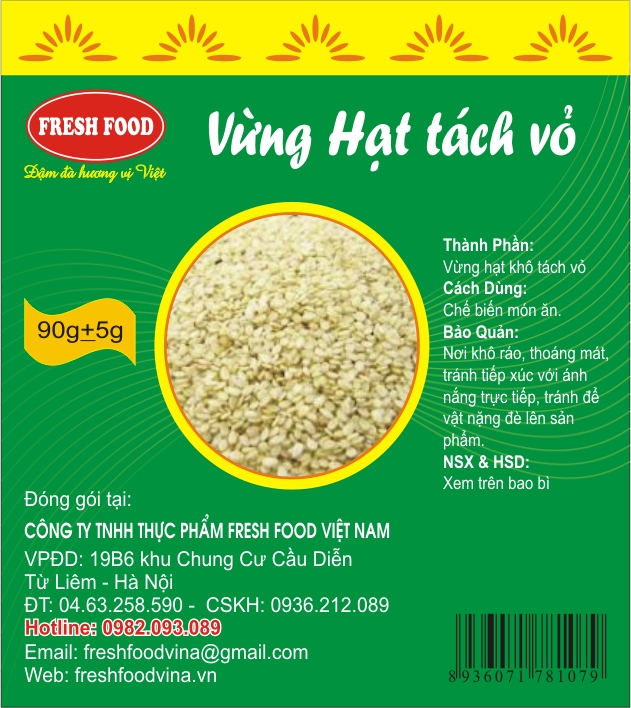 FRESH FOOD
Đậm đà hương vị Việt
Vừng Hạt tách vỏ
90g±5g
Thành Phần:
Vừng hạt khô tách vỏ
Cách Dùng:
Chế biến món ăn.
Bảo Quản:
Nơi khô ráo, thoáng mát,
tránh tiếp xúc với ánh
nắng trực tiếp, tránh để
vật nặng đè lên sản
phẩm.
NSX & HSD:
Xem trên bao bì
Đóng gói tại:
CÔNG TY TNHH THỰC PHẨM FRESH FOOD VIỆT NAM
VPĐD: 19B6 khu Chung Cư Cầu Diễn
Từ Liêm - Hà Nội
ĐT: 04.63.258.590 - CSKH: 0936.212.089
Hotline: 0982.093.089
Email: freshfoodvina@gmail.com
Web: freshfoodvina.vn
8936071781079